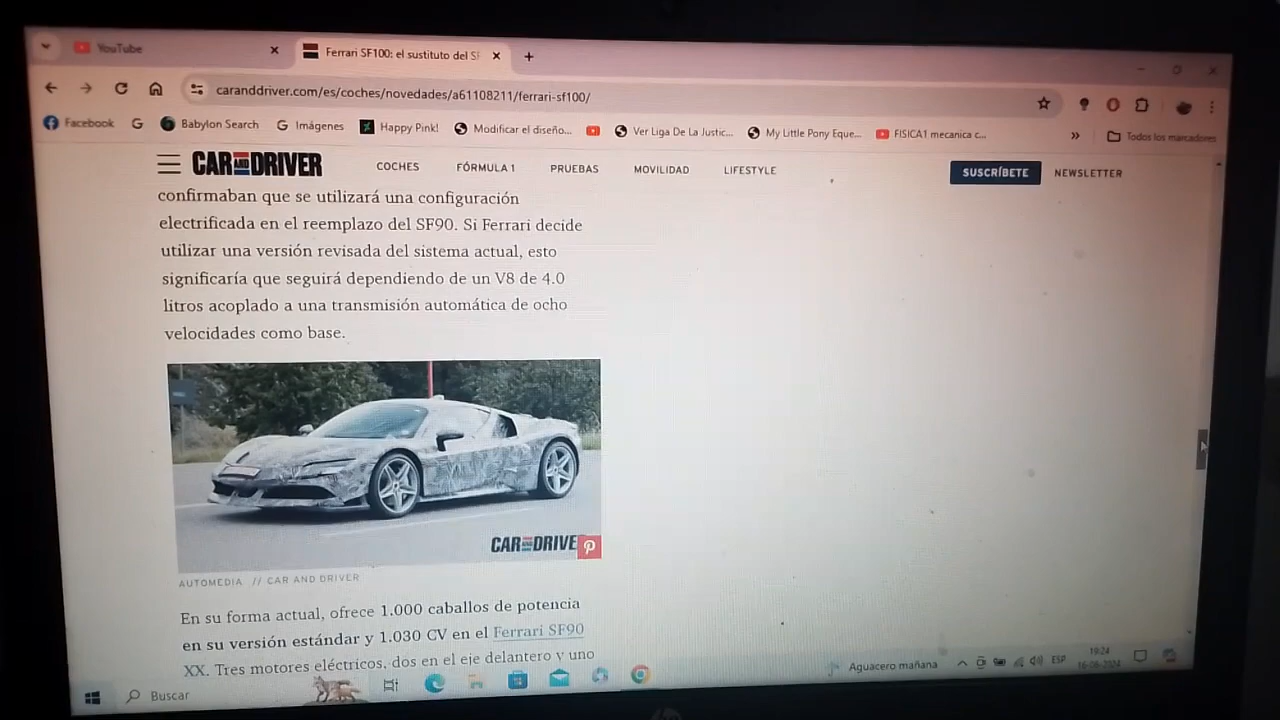 YouTube
Ferrari SF100: el sustituto del SF
caranddriver.com/es/coches/novedades/a61108211/ferrari-sf100/
Facebook
Babylon Search
Imágenes
Happy Pink!
Modificar el diseño...
Ver Liga De La Justic...
My Little Pony Eque...
FISICA1 mecanica c...
Todos los marcadores
CAR AND DRIVER
COCHES
FÓRMULA 1
PRUEBAS
MOVILIDAD
LIFESTYLE
SUSCRÍBETE
NEWSLETTER
confirmaban que se utilizará una configuración
electrificada en el reemplazo del SF90. Si Ferrari decide
utilizar una versión revisada del sistema actual, esto
significaría que seguirá dependiendo de un V8 de 4.0
litros acoplado a una transmisión automática de ocho
velocidades como base.
CAR AND DRIVE
AUTOMEDIA // CAR AND DRIVER
En su forma actual, ofrece 1.000 caballos de potencia
en su versión estándar y 1.030 CV en el Ferrari SF90
XX. Tres motores eléctricos, dos en el eje delantero y uno
Buscar
Aguacero mañana
ESP
19:24
16-06-2024